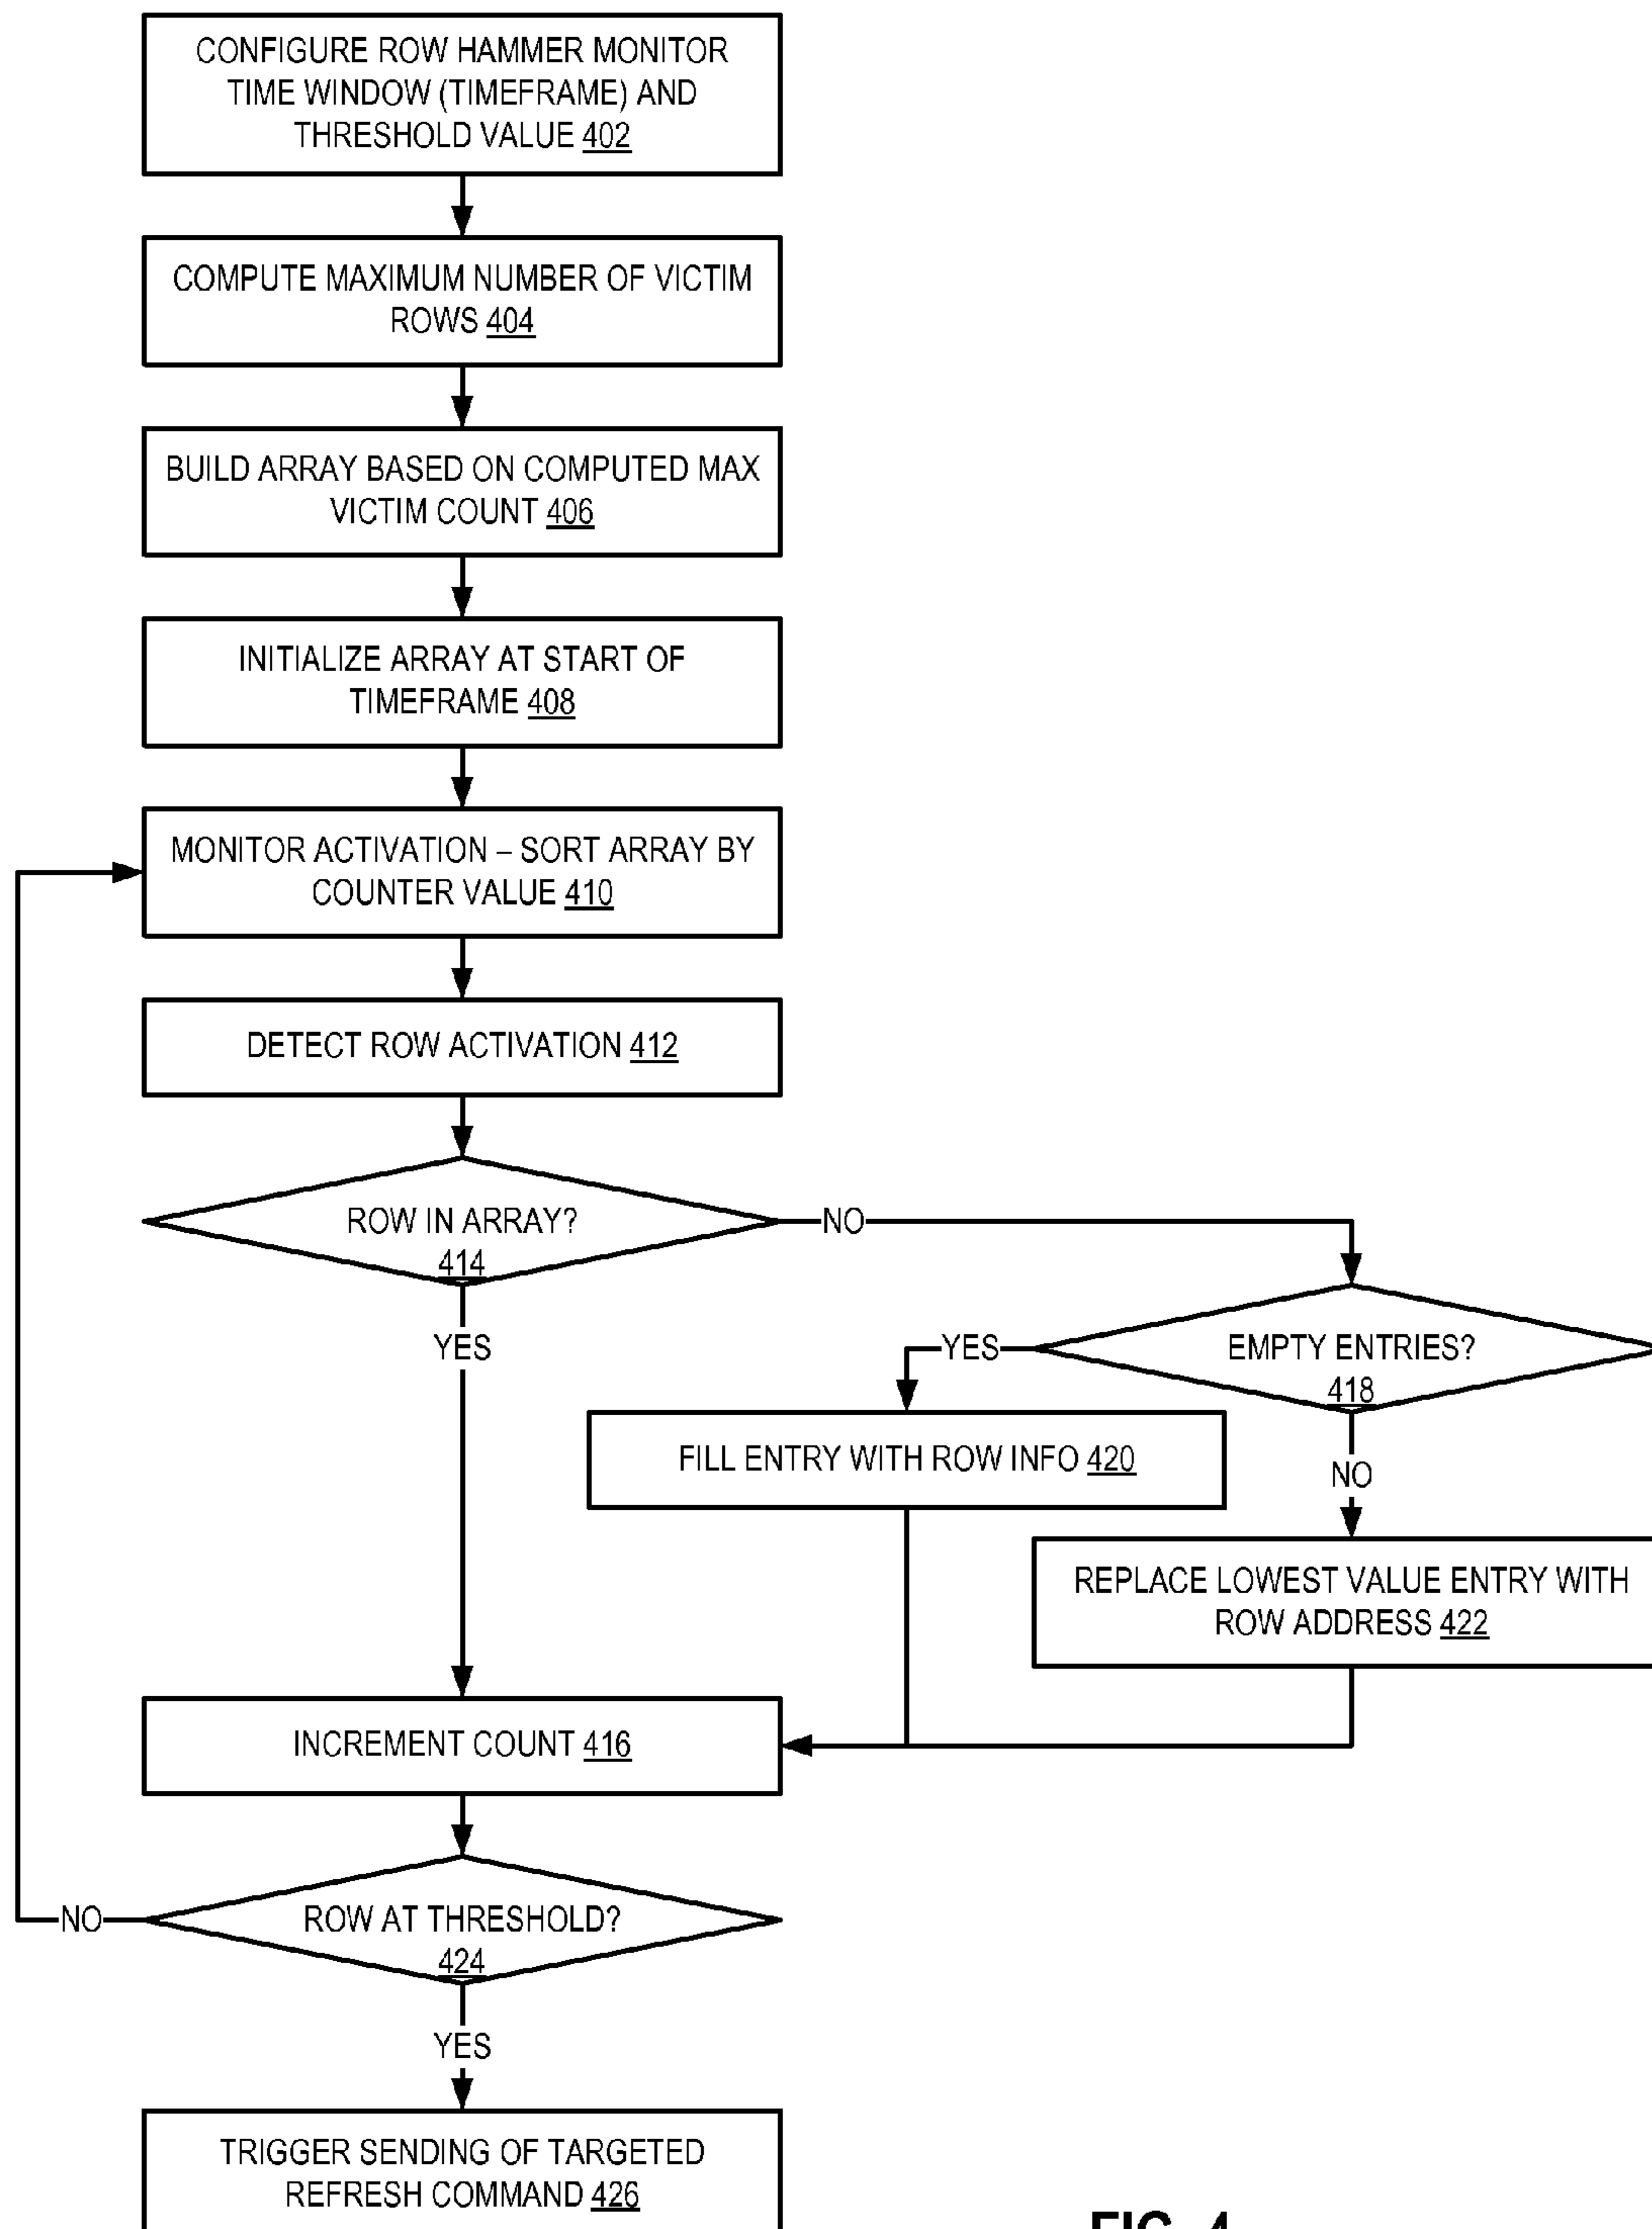 CONFIGURE ROW HAMMER MONITOR
TIME WINDOW (TIMEFRAME) AND
THRESHOLD VALUE 402
COMPUTE MAXIMUM NUMBER OF VICTIM
ROWS 404
BUILD ARRAY BASED ON COMPUTED MAX
VICTIM COUNT 406
INITIALIZE ARRAY AT START OF
TIMEFRAME 408
MONITOR ACTIVATION – SORT ARRAY BY
COUNTER VALUE 410
DETECT ROW ACTIVATION 412
ROW IN ARRAY?
414
NO
YES
EMPTY ENTRIES?
418
YES
NO
FILL ENTRY WITH ROW INFO 420
REPLACE LOWEST VALUE ENTRY WITH
ROW ADDRESS 422
INCREMENT COUNT 416
ROW AT THRESHOLD?
424
NO
YES
TRIGGER SENDING OF TARGETED
REFRESH COMMAND 426
FIG. 4